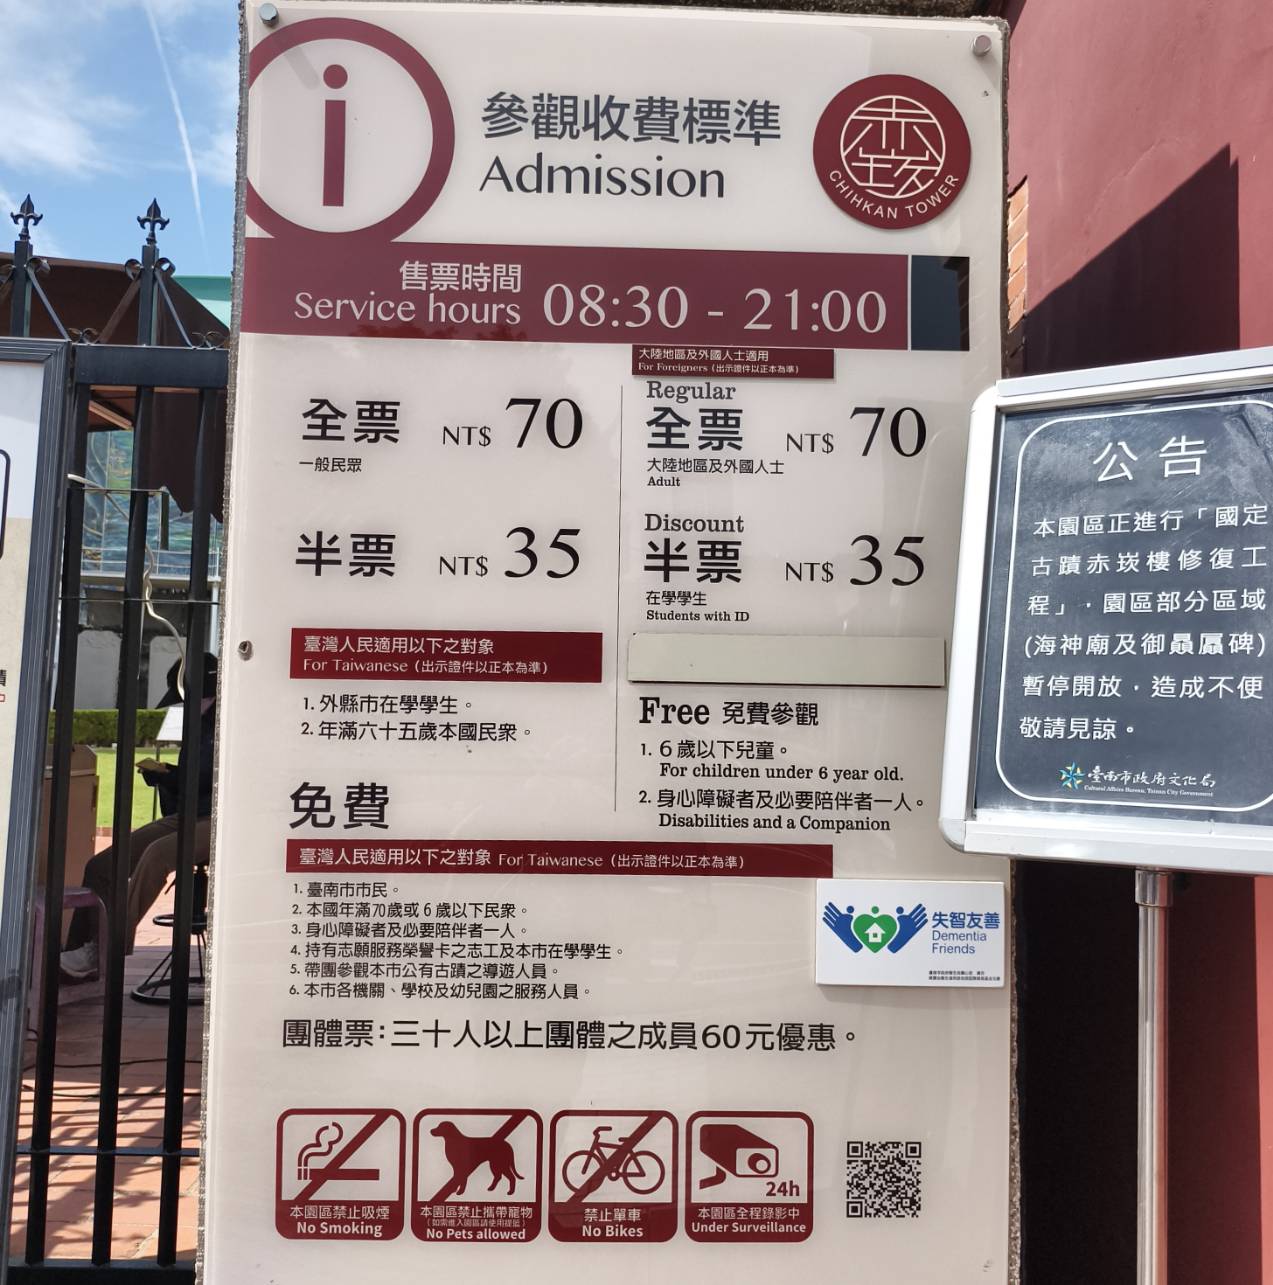 參觀收費標準
Admission
赤崁
CHIHKAN TOWER
售票時間
Service hours 08:30 - 21:00
全票 NT$ 70
一般民眾
半票 NT$ 35
臺灣人民適用以下之對象
For Taiwanese (出示證件以正本為準)
1. 外縣市在學學生。
2. 年滿六十五歲本國民眾。
大陸地區及外國人士適用
For Foreigners (出示證件以正本為準)
Regular
全票 NT$ 70
大陸地區及外國人士
Adult
Discount
半票 NT$ 35
在學學生
Students with ID
Free 免費參觀
1. 6歲以下兒童。
For children under 6 year old.
2. 身心障礙者及必要陪伴者一人。
Disabilities and a Companion
免費
臺灣人民適用以下之對象 For Taiwanese (出示證件以正本為準)
1. 臺南市市民。
2. 本國年滿70歲或6歲以下民眾。
3. 身心障礙者及必要陪伴者一人。
4. 持有志願服務榮譽卡之志工及本市在學學生。
5. 帶團參觀本市公有古蹟之導遊人員。
6. 本市各機關、學校及幼兒園之服務人員。
團體票:三十人以上團體之成員60元優惠。
失智友善
Dementia
Friends
本園區禁止吸煙
No Smoking
本園區禁止攜帶寵物
No Pets allowed
禁止單車
No Bikes
24h
本園區全程錄影中
Under Surveillance
公告
本園區正進行「國定
古蹟赤崁樓修復工
程」,園區部分區域
(海神廟及御贔屭碑)
暫停開放,造成不便
敬請見諒。
臺南市政府文化局
Cultural Affairs Bureau, Tainan City Government